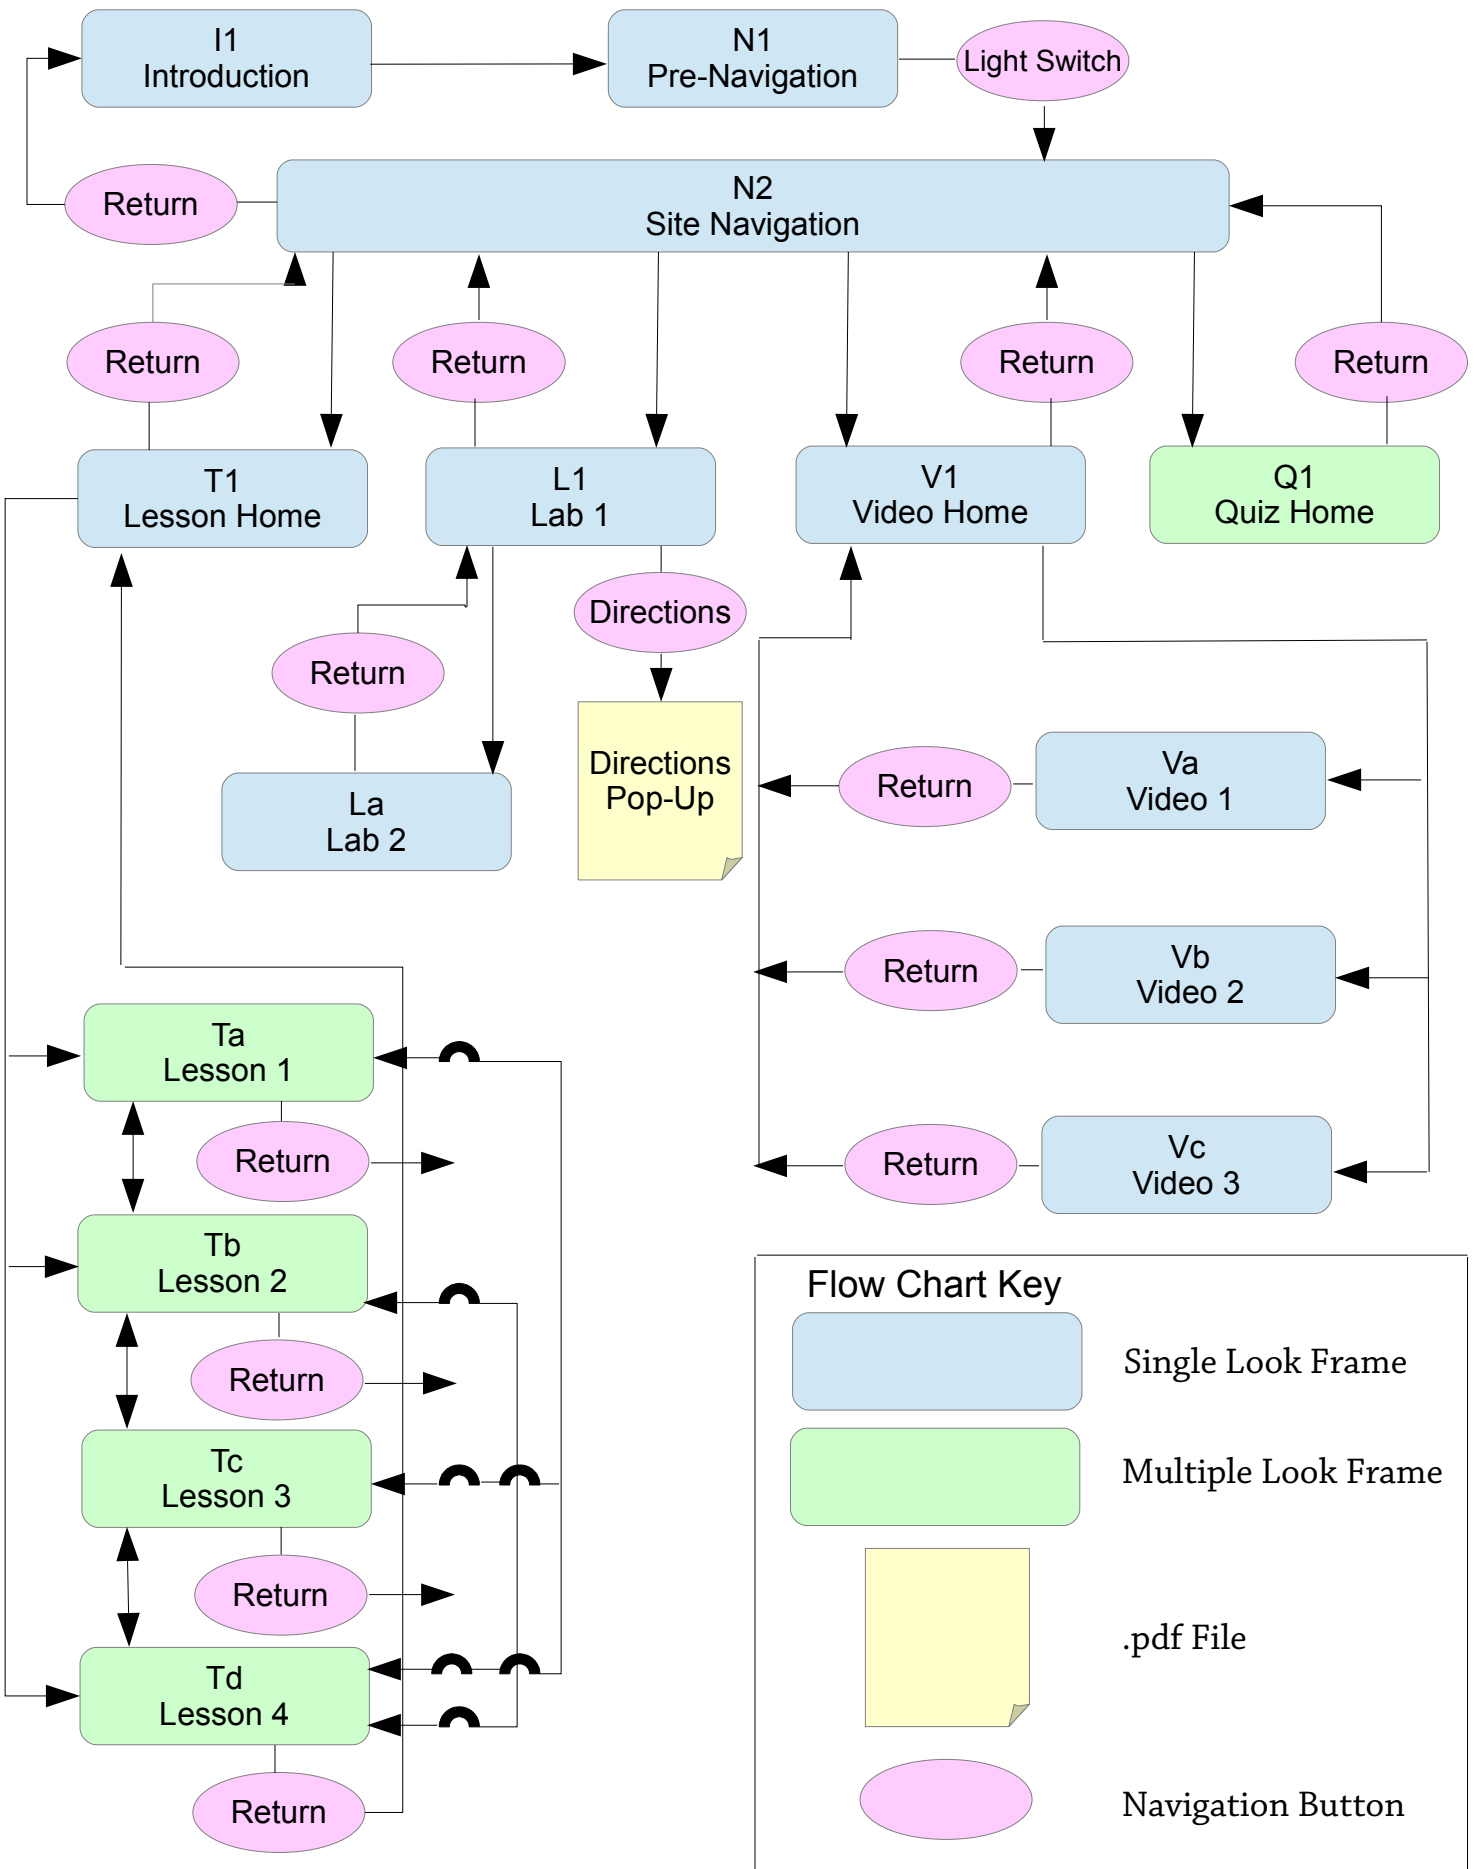 I1
Introduction
N1
Pre-Navigation
Light Switch
Return
N2
Site Navigation
Return
Return
Return
Return
T1
Lesson Home
L1
Lab 1
V1
Video Home
Q1
Quiz Home
Directions
Return
Directions
Pop-Up
La
Lab 2
Return
Va
Video 1
Return
Vb
Video 2
Return
Vc
Video 3
Ta
Lesson 1
Return
Tb
Lesson 2
Return
Tc
Lesson 3
Return
Td
Lesson 4
Return
Flow Chart Key
Single Look Frame
Multiple Look Frame
.pdf File
Navigation Button